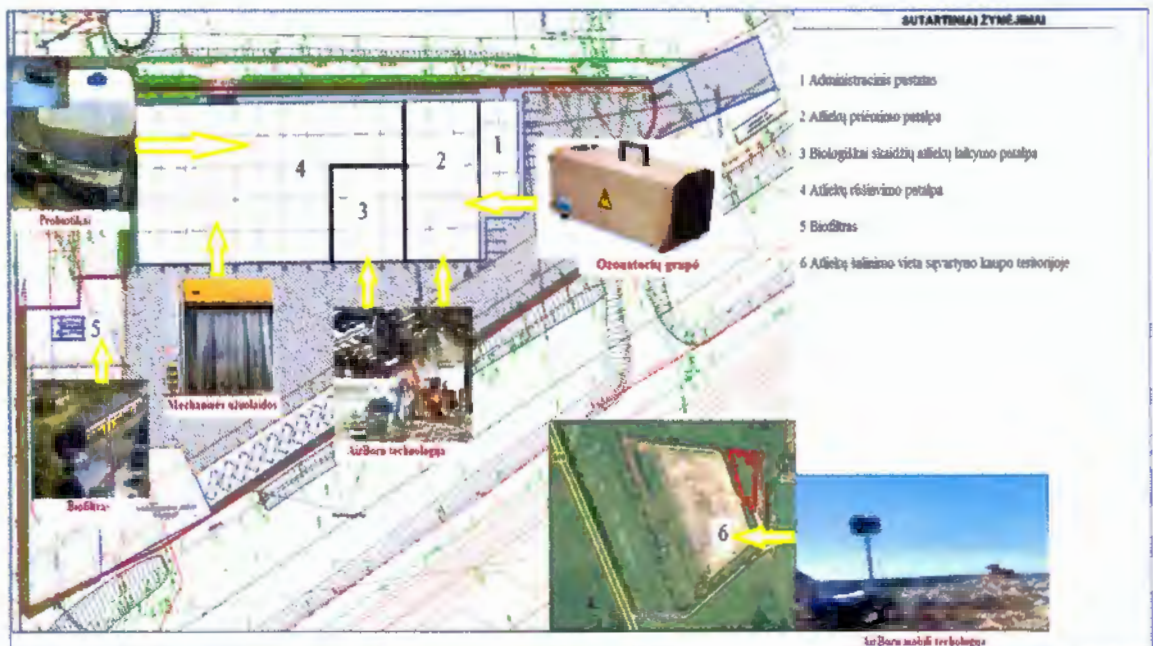 SUTARTINIAI ŽYMĖJIMAI
1 Administracinis pastatas
2 Atliekų priėmimo patalpa
3 Biologiškai skaidžių atliekų laikymo patalpa
4 Atliekų rūšiavimo patalpa
5 Biofiltras
6 Atliekų šalinimo vieta sąvartyno kaupo teritorijoje
1
2
4
3
Probiotikai
Ozonatorių grupė
5
Mechaninės užuolaidos
AirBorn technologija
Biofiltras
6
AirBorn mobili techologija